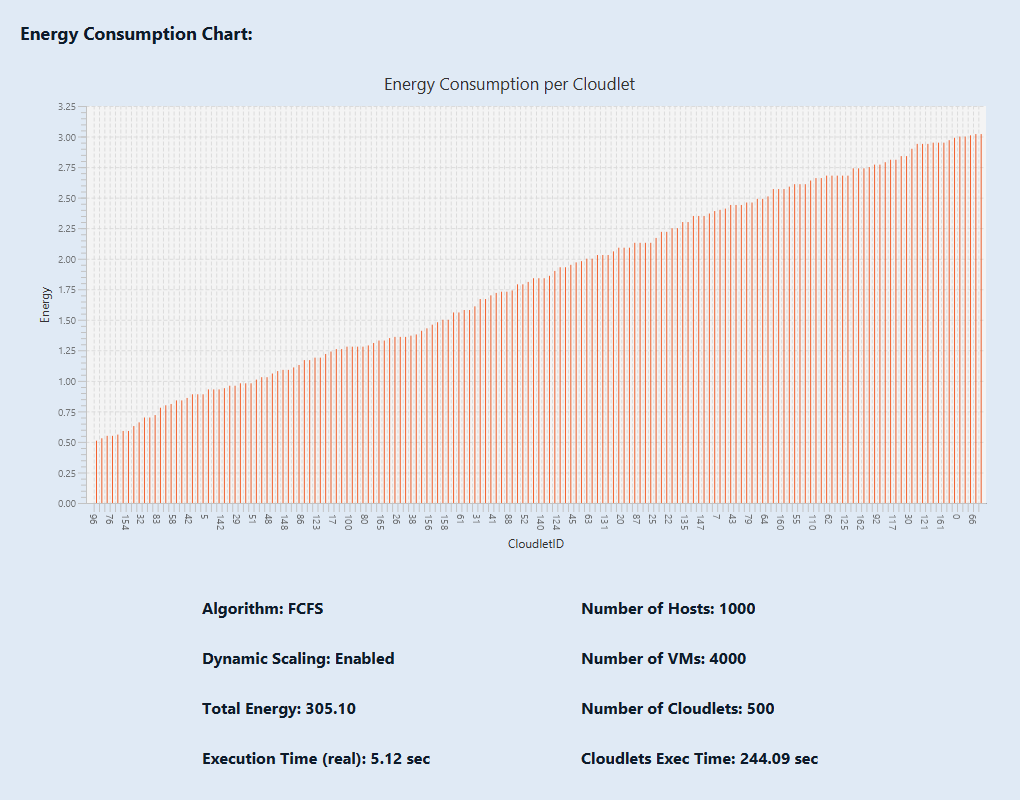 Energy Consumption Chart:
Energy Consumption per Cloudlet
3.25
3.00
2.75
2.50
2.25
2.00
1.75
1.50
1.25
1.00
0.75
0.50
0.25
0.00
Energy
96 76 154 32 83 58 42 5 142 29 51 48 148 86 123 17 100 80 165 26 38 156 158 61 31 41 88 52 140 124 45 63 131 20 87 25 22 135 147 7 43 79 64 160 55 110 62 125 162 92 117 30 121 161 0 66
CloudletID
Algorithm: FCFS
Number of Hosts: 1000
Dynamic Scaling: Enabled
Number of VMs: 4000
Total Energy: 305.10
Number of Cloudlets: 500
Execution Time (real): 5.12 sec
Cloudlets Exec Time: 244.09 sec